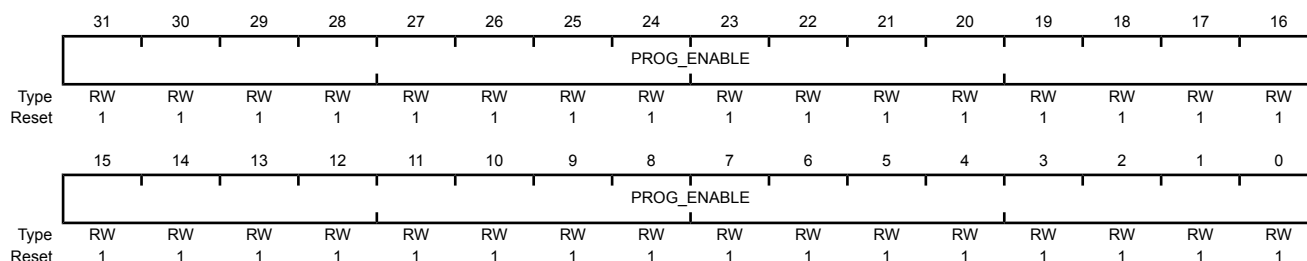 31 30 29 28 27 26 25 24 23 22 21 20 19 18 17 16
PROG_ENABLE
Type RW RW RW RW RW RW RW RW RW RW RW RW RW RW RW RW
Reset 1 1 1 1 1 1 1 1 1 1 1 1 1 1 1 1
15 14 13 12 11 10 9 8 7 6 5 4 3 2 1 0
PROG_ENABLE
Type RW RW RW RW RW RW RW RW RW RW RW RW RW RW RW RW
Reset 1 1 1 1 1 1 1 1 1 1 1 1 1 1 1 1